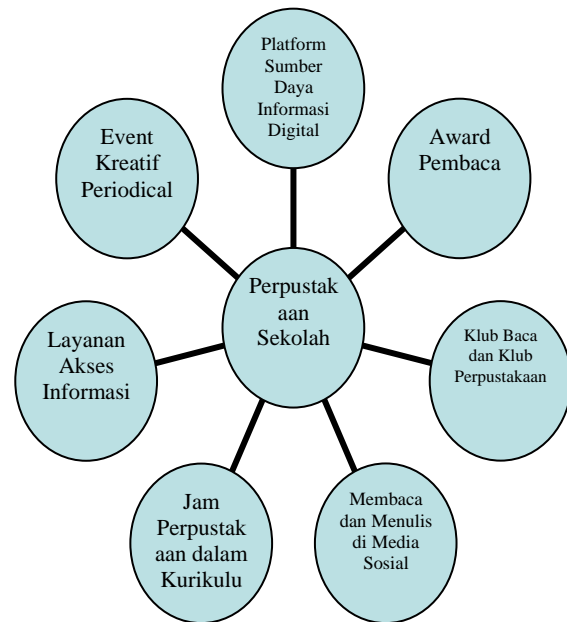 Platform
Sumber
Daya
Informasi
Digital
Event
Kreatif
Periodical
Award
Pembaca
Perpustak
aan
Sekolah
Layanan
Akses
Informasi
Klub Baca
dan Klub
Perpustakaan
Jam
Perpustak
aan dalam
Kurikulu
Membaca
dan Menulis
di Media
Sosial